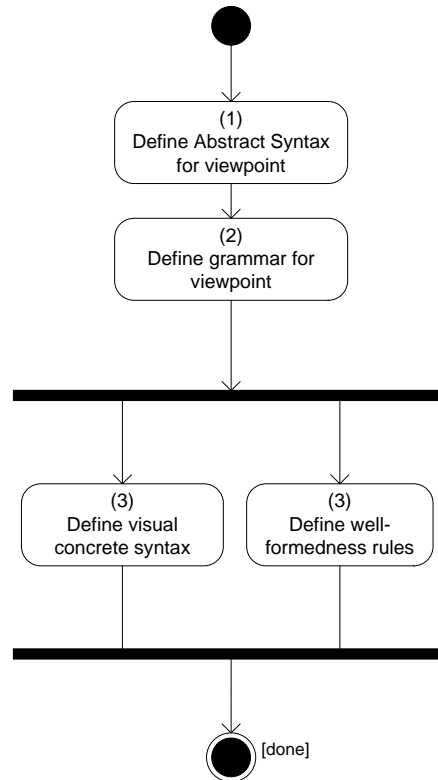 (1)
Define Abstract Syntax
for viewpoint
(2)
Define grammar for
viewpoint
(3)
Define visual
concrete syntax
(3)
Define well-
formedness rules
[done]